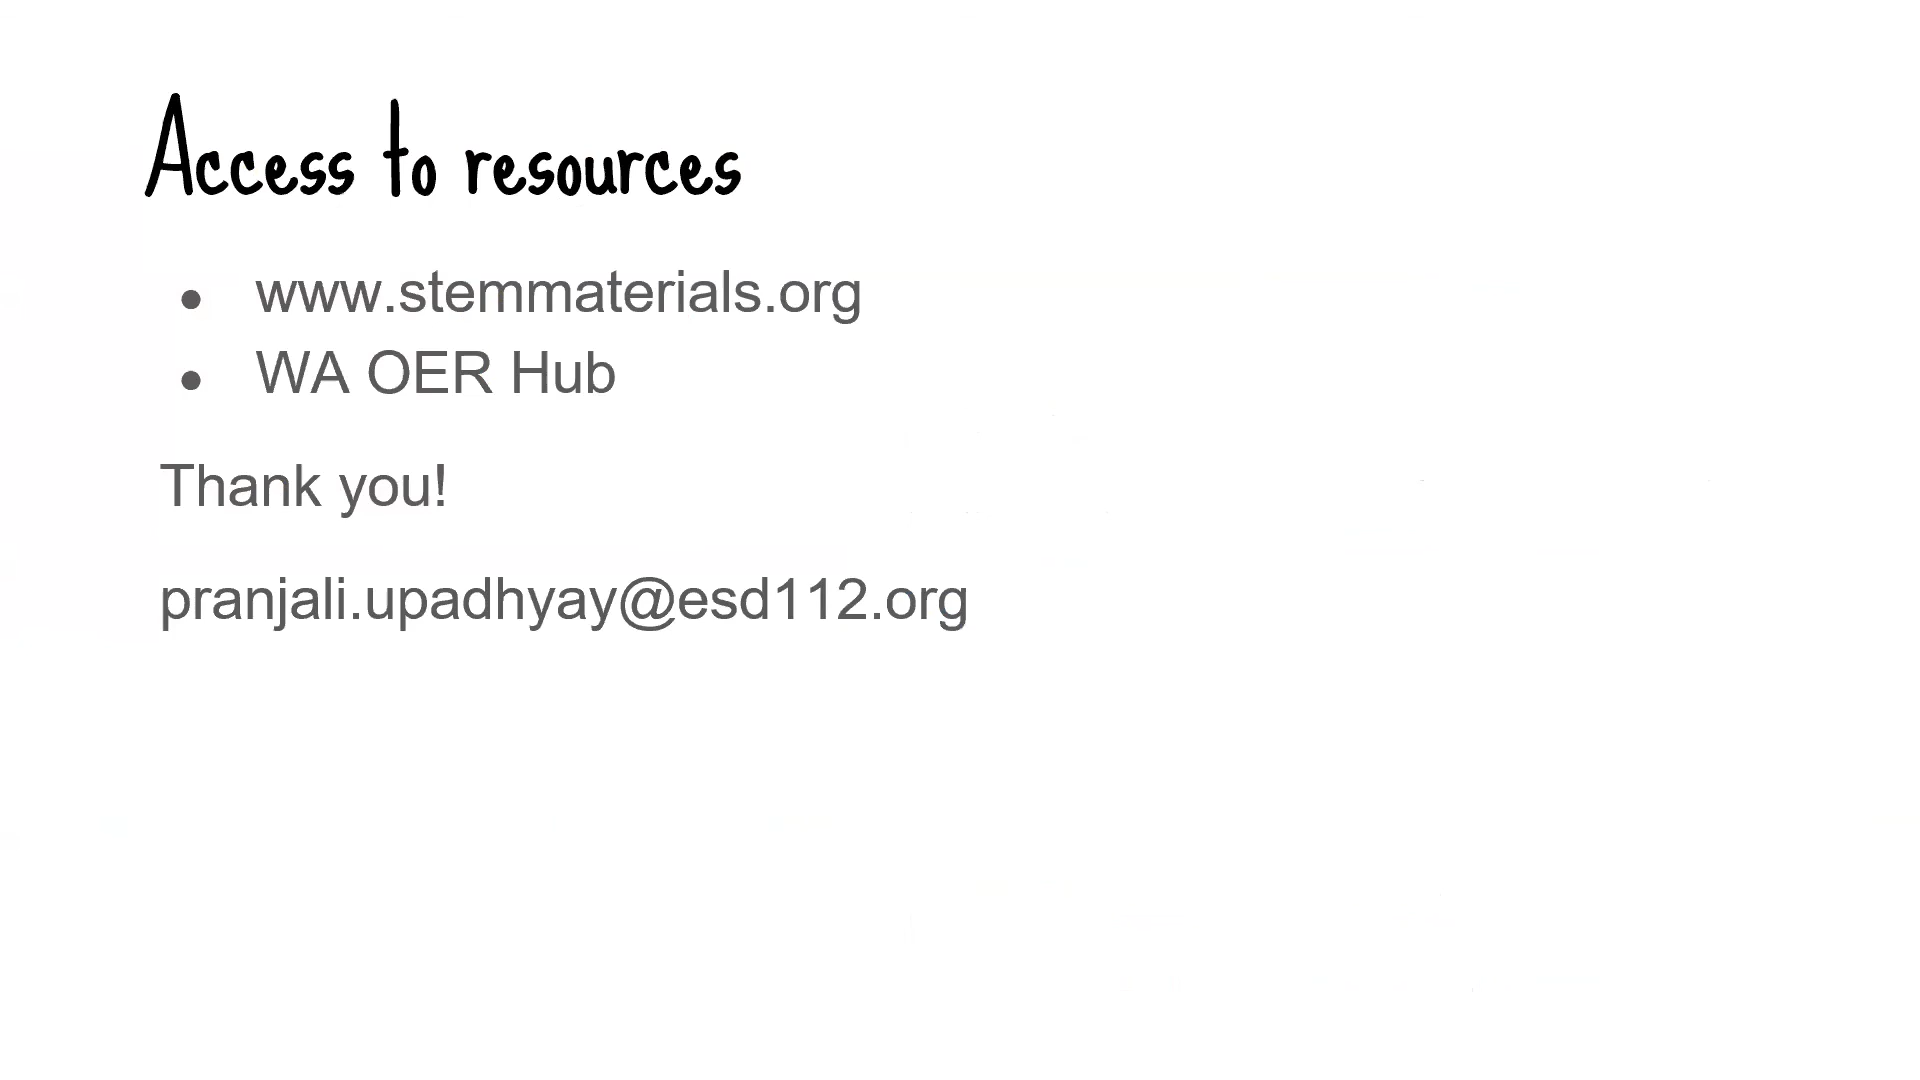 Access to resources
● www.stemmaterials.org
● WA OER Hub
Thank you!
pranjali.upadhyay@esd112.org